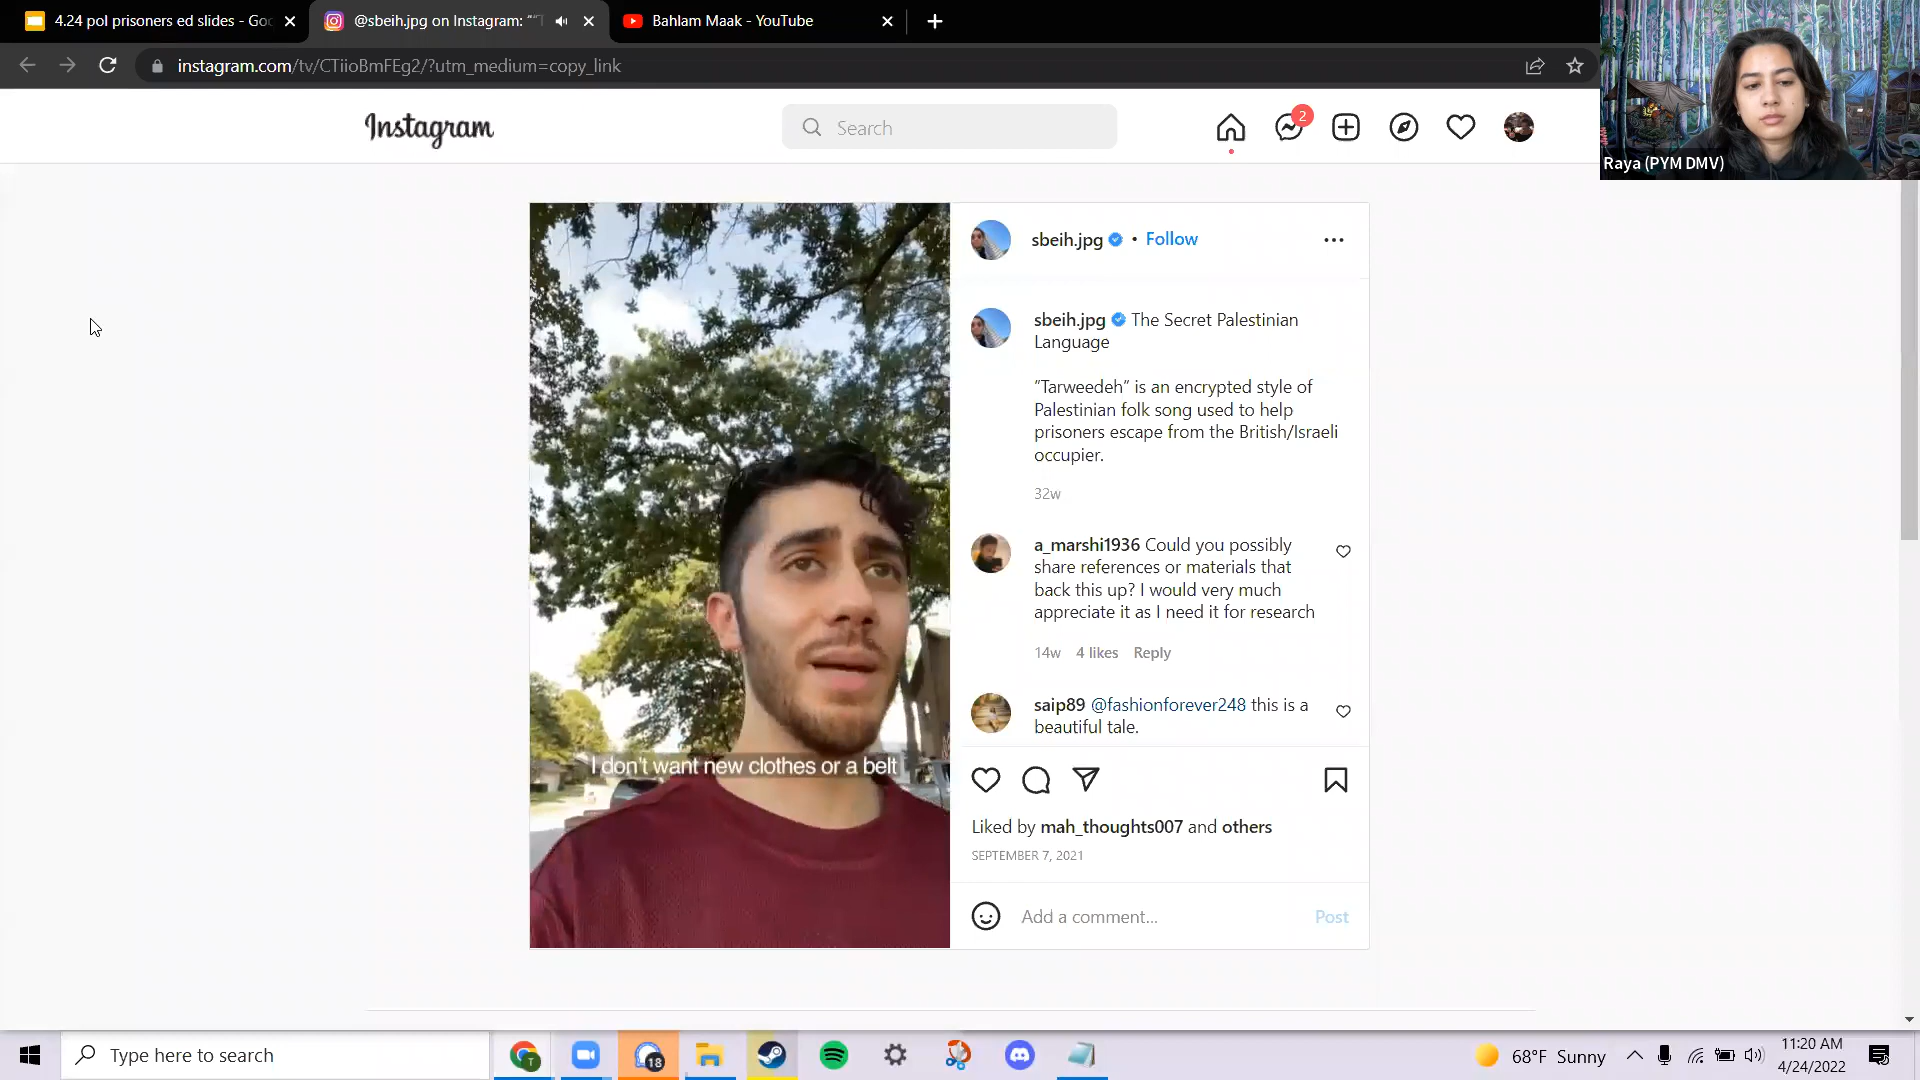 4.24 pol prisoners ed slides - Goo
@sbeih.jpg on Instagram: "“T
Bahlam Maak - YouTube
instagram.com/tv/CTiioBmFEg2/?utm_medium=copy_link
Instagram
Search
2
Raya (PYM DMV)
sbeih.jpg • Follow
sbeih.jpg The Secret Palestinian
Language
“Tarweedeh” is an encrypted style of
Palestinian folk song used to help
prisoners escape from the British/Israeli
occupier.
32w
a_marshi1936 Could you possibly
share references or materials that
back this up? I would very much
appreciate it as I need it for research
14w 4 likes Reply
saip89 @fashionforever248 this is a
beautiful tale.
I don't want new clothes or a belt
Liked by mah_thoughts007 and others
SEPTEMBER 7, 2021
Add a comment... Post
Type here to search
T
18
68°F Sunny
11:20 AM
4/24/2022